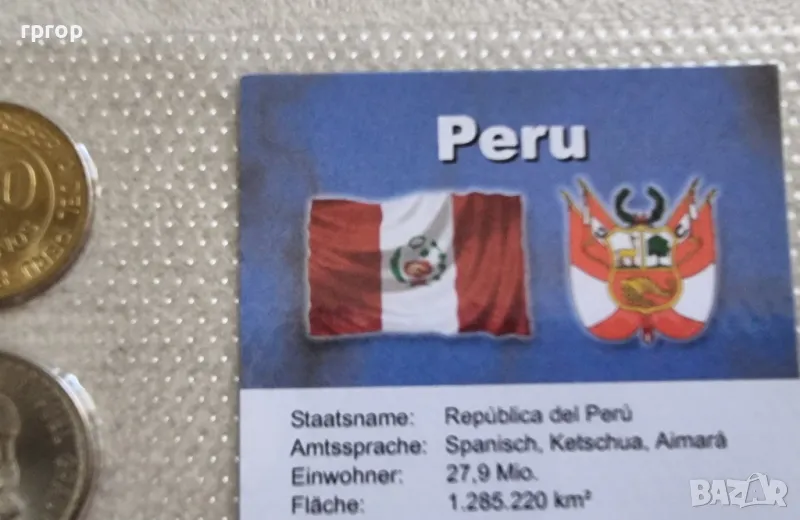 rprop
Peru
Staatsname: República del Perú
Amtssprache: Spanisch, Ketschua, Aimará
Einwohner: 27,9 Mio.
Fläche: 1.285.220 km²
BAZAR